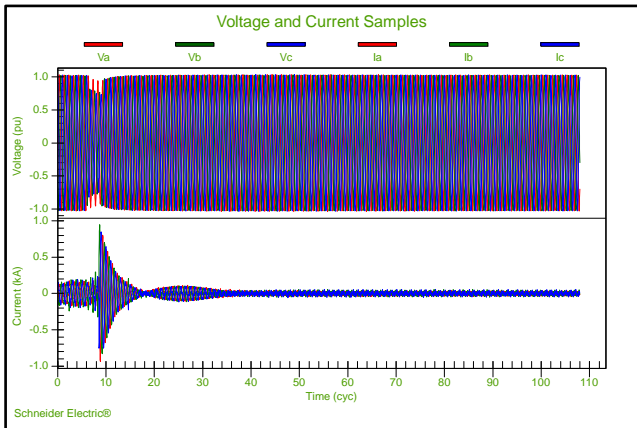 Voltage and Current Samples
Va Vb Vc Ia Ib Ic
Voltage (pu)
1.0
0.5
0
-0.5
-1.0
Current (kA)
1.0
0.5
0
-0.5
-1.0
0 10 20 30 40 50 60 70 80 90 100 110
Time (cyc)
Schneider Electric®